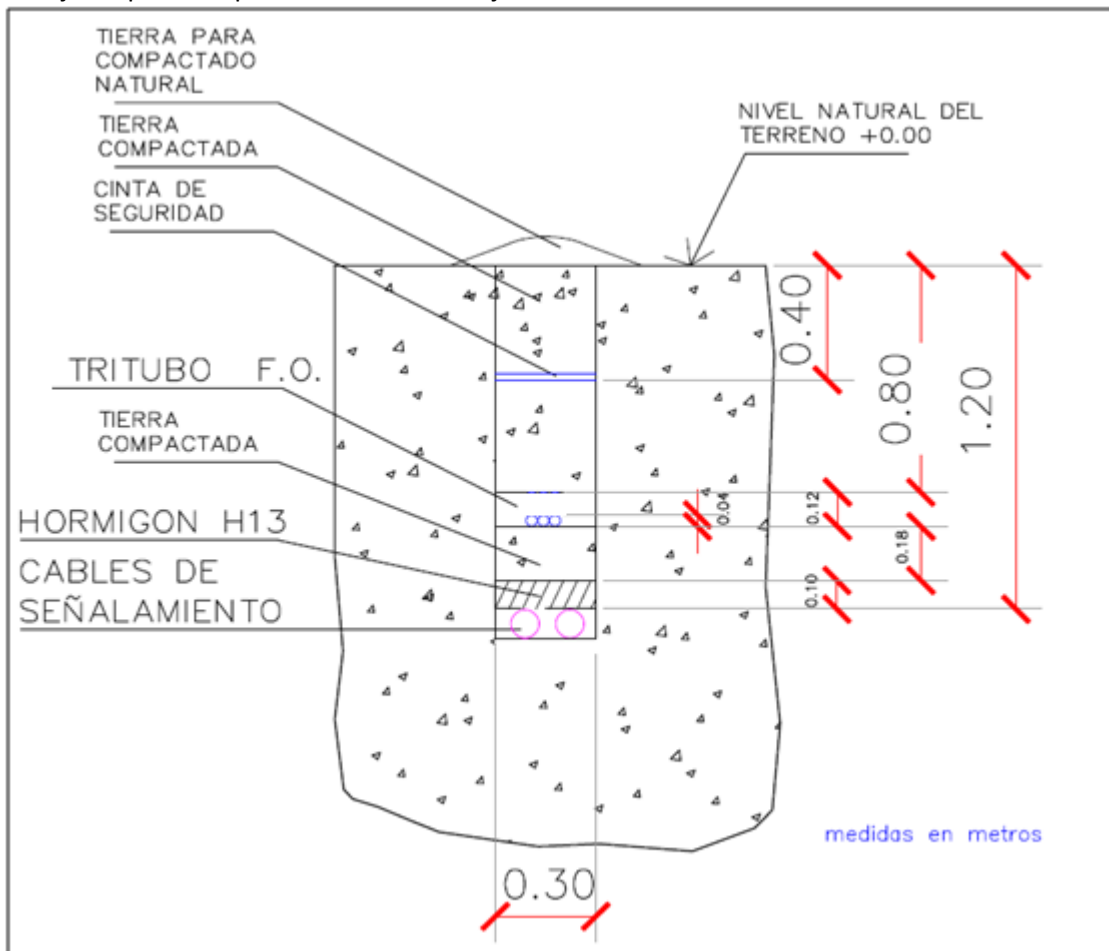 TIERRA PARA
COMPACTADO
NATURAL
TIERRA
COMPACTADA
CINTA DE
SEGURIDAD
TRITUBO F.O.
TIERRA
COMPACTADA
HORMIGON H13
CABLES DE
SEÑALAMIENTO
NIVEL NATURAL DEL
TERRENO +0.00
0.40
0.80
1.20
0.04
0.12
0.18
0.10
medidas en metros
0.30